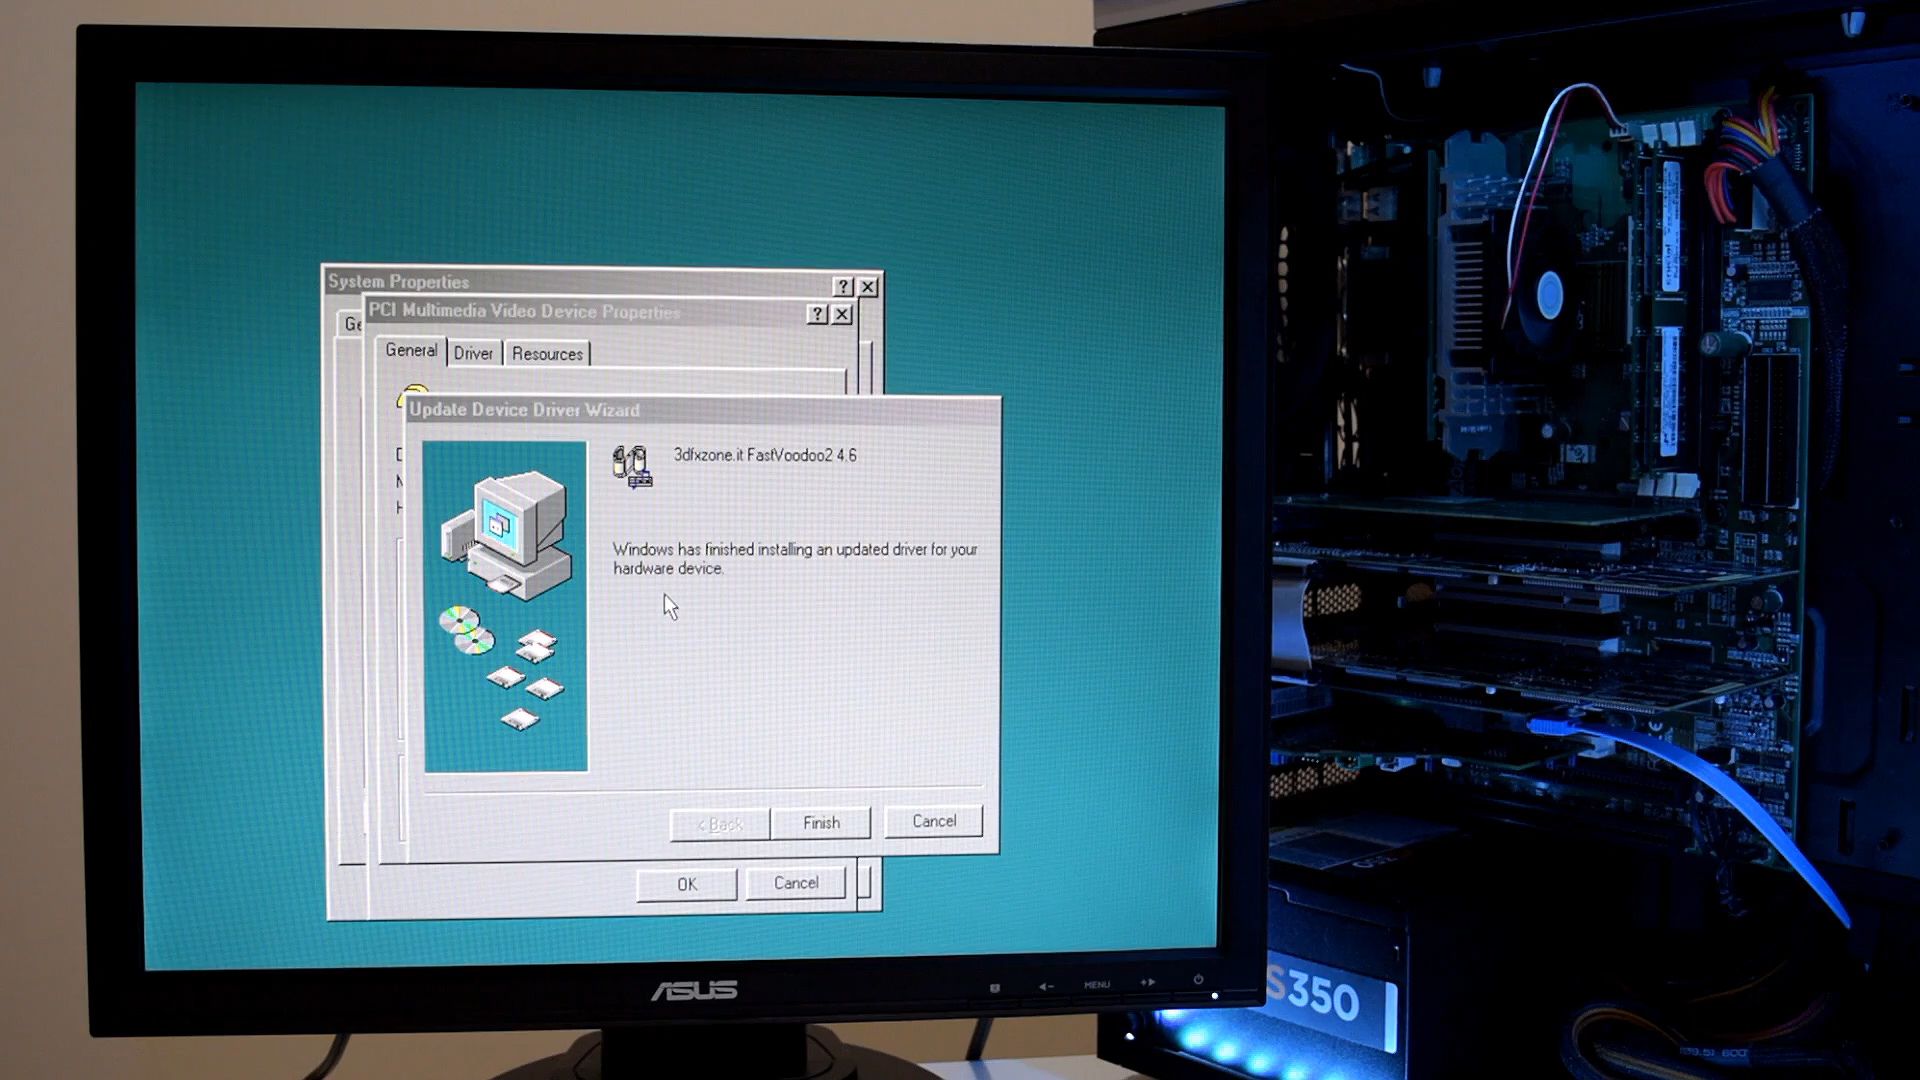 System Properties
Ge
PCI Multimedia Video Device Properties
General
Driver
Resources
Update Device Driver Wizard
3dfxzone.it FastVoodoo2 4.6
Windows has finished installing an updated driver for your
hardware device.
< Back
Finish
Cancel
OK
Cancel
ASUS
MENU
S350